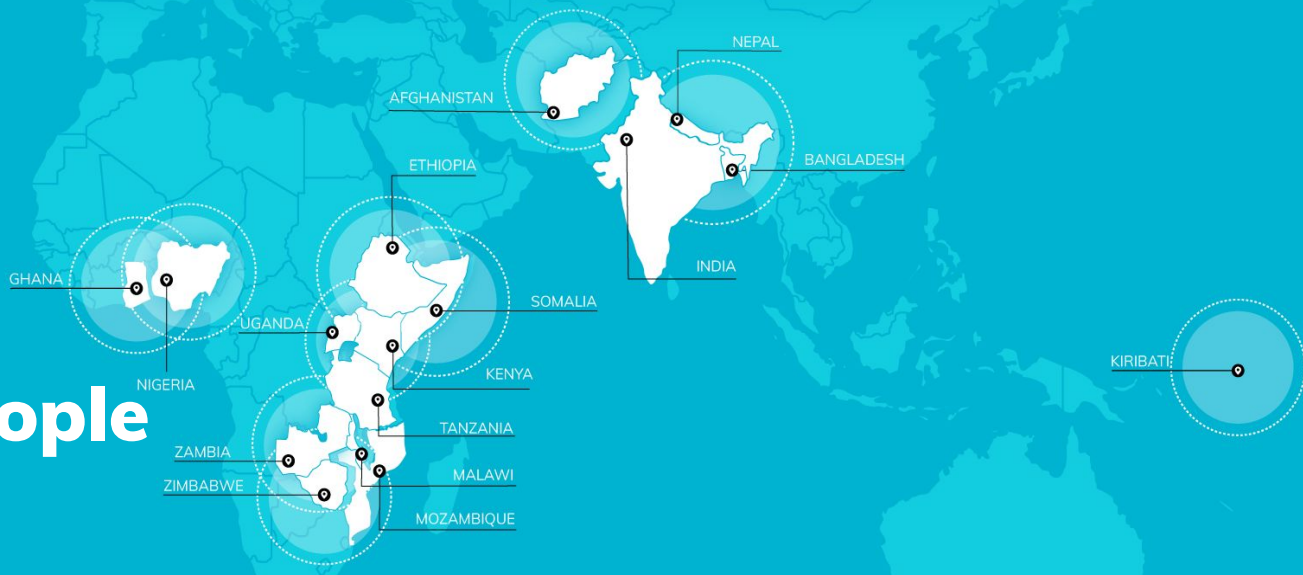 NEPAL
AFGHANISTAN
BANGLADESH
ETHIOPIA
INDIA
GHANA
SOMALIA
UGANDA
KIRIBATI
KENYA
NIGERIA
ople
TANZANIA
ZAMBIA
MALAWI
ZIMBABWE
MOZAMBIQUE